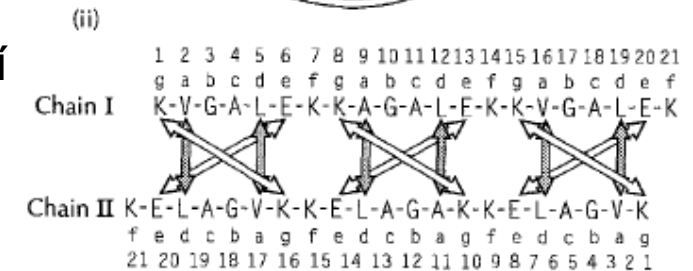 (ii)
í
1 2 3 4 5 6 7 8 9 10 11 12 13 14 15 16 17 18 19 20 21
g a b c d e f g a b c d e f g a b c d e f
Chain I K-V-G-A-L-E-K-K-A-G-A-L-E-K-K-V-G-A-L-E-K
Chain II K-E-L-A-G-V-K-K-E-L-A-G-A-K-K-E-L-A-G-V-K
f e d c b a g f e d c b a g f e d c b a g
21 20 19 18 17 16 15 14 13 12 11 10 9 8 7 6 5 4 3 2 1